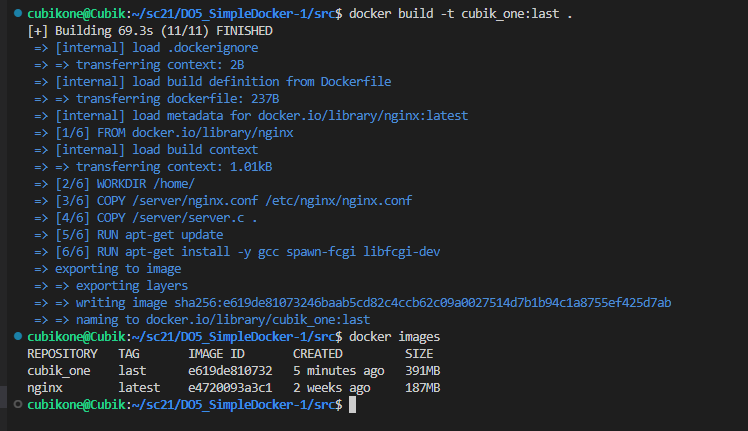 cubikone@Cubik:~/sc21/DO5_SimpleDocker-1/src$ docker build -t cubik_one:last .
[+] Building 69.3s (11/11) FINISHED
=> [internal] load .dockerignore
=> => transferring context: 2B
=> [internal] load build definition from Dockerfile
=> => transferring dockerfile: 237B
=> [internal] load metadata for docker.io/library/nginx:latest
=> [1/6] FROM docker.io/library/nginx
=> [internal] load build context
=> => transferring context: 1.01kB
=> [2/6] WORKDIR /home/
=> [3/6] COPY /server/nginx.conf /etc/nginx/nginx.conf
=> [4/6] COPY /server/server.c .
=> [5/6] RUN apt-get update
=> [6/6] RUN apt-get install -y gcc spawn-fcgi libfcgi-dev
=> exporting to image
=> => exporting layers
=> => writing image sha256:e619de81073246baab5cd82c4ccb62c09a0027514d7b1b94c1a8755ef425d7ab
=> => naming to docker.io/library/cubik_one:last
cubikone@Cubik:~/sc21/DO5_SimpleDocker-1/src$ docker images
REPOSITORY TAG IMAGE ID CREATED SIZE
cubik_one last e619de810732 5 minutes ago 391MB
nginx latest e4720093a3c1 2 weeks ago 187MB
cubikone@Cubik:~/sc21/DO5_SimpleDocker-1/src$